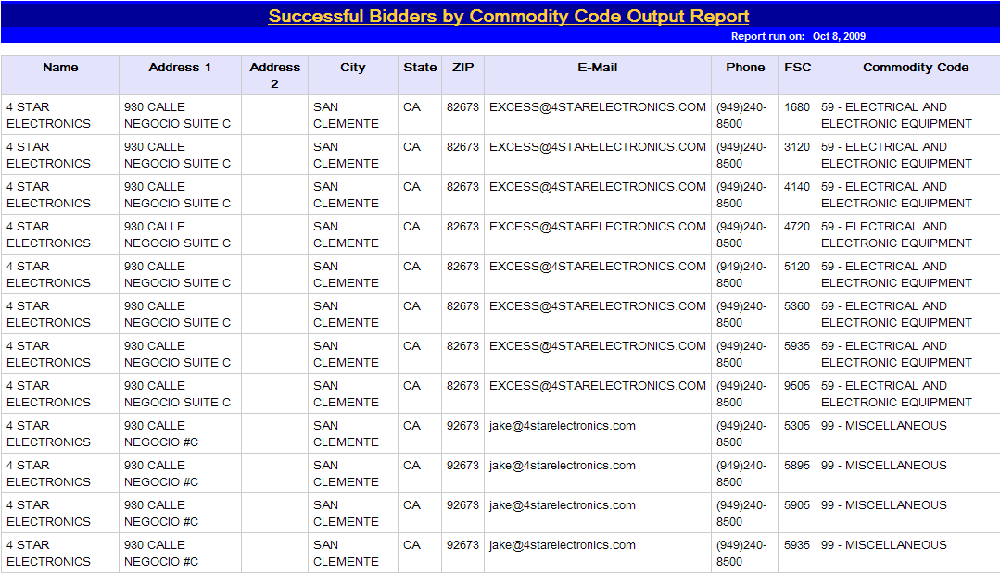 Successful Bidders by Commodity Code Output Report
Report run on: Oct 8, 2009
Name Address 1 Address City State ZIP E-Mail Phone FSC Commodity Code
2
4 STAR 930 CALLE SAN CA 82673 EXCESS@4STARELECTRONICS.COM (949)240- 1680 59 - ELECTRICAL AND
ELECTRONICS NEGOCIO SUITE C CLEMENTE 8500 ELECTRONIC EQUIPMENT
4 STAR 930 CALLE SAN CA 82673 EXCESS@4STARELECTRONICS.COM (949)240- 3120 59 - ELECTRICAL AND
ELECTRONICS NEGOCIO SUITE C CLEMENTE 8500 ELECTRONIC EQUIPMENT
4 STAR 930 CALLE SAN CA 82673 EXCESS@4STARELECTRONICS.COM (949)240- 4140 59 - ELECTRICAL AND
ELECTRONICS NEGOCIO SUITE C CLEMENTE 8500 ELECTRONIC EQUIPMENT
4 STAR 930 CALLE SAN CA 82673 EXCESS@4STARELECTRONICS.COM (949)240- 4720 59 - ELECTRICAL AND
ELECTRONICS NEGOCIO SUITE C CLEMENTE 8500 ELECTRONIC EQUIPMENT
4 STAR 930 CALLE SAN CA 82673 EXCESS@4STARELECTRONICS.COM (949)240- 5120 59 - ELECTRICAL AND
ELECTRONICS NEGOCIO SUITE C CLEMENTE 8500 ELECTRONIC EQUIPMENT
4 STAR 930 CALLE SAN CA 82673 EXCESS@4STARELECTRONICS.COM (949)240- 5360 59 - ELECTRICAL AND
ELECTRONICS NEGOCIO SUITE C CLEMENTE 8500 ELECTRONIC EQUIPMENT
4 STAR 930 CALLE SAN CA 82673 EXCESS@4STARELECTRONICS.COM (949)240- 5935 59 - ELECTRICAL AND
ELECTRONICS NEGOCIO SUITE C CLEMENTE 8500 ELECTRONIC EQUIPMENT
4 STAR 930 CALLE SAN CA 82673 EXCESS@4STARELECTRONICS.COM (949)240- 9505 59 - ELECTRICAL AND
ELECTRONICS NEGOCIO SUITE C CLEMENTE 8500 ELECTRONIC EQUIPMENT
4 STAR 930 CALLE SAN CA 92673 jake@4starelectronics.com (949)240- 5305 99 - MISCELLANEOUS
ELECTRONICS NEGOCIO #C CLEMENTE 8500
4 STAR 930 CALLE SAN CA 92673 jake@4starelectronics.com (949)240- 5895 99 - MISCELLANEOUS
ELECTRONICS NEGOCIO #C CLEMENTE 8500
4 STAR 930 CALLE SAN CA 92673 jake@4starelectronics.com (949)240- 5905 99 - MISCELLANEOUS
ELECTRONICS NEGOCIO #C CLEMENTE 8500
4 STAR 930 CALLE SAN CA 92673 jake@4starelectronics.com (949)240- 5935 99 - MISCELLANEOUS
ELECTRONICS NEGOCIO #C CLEMENTE 8500